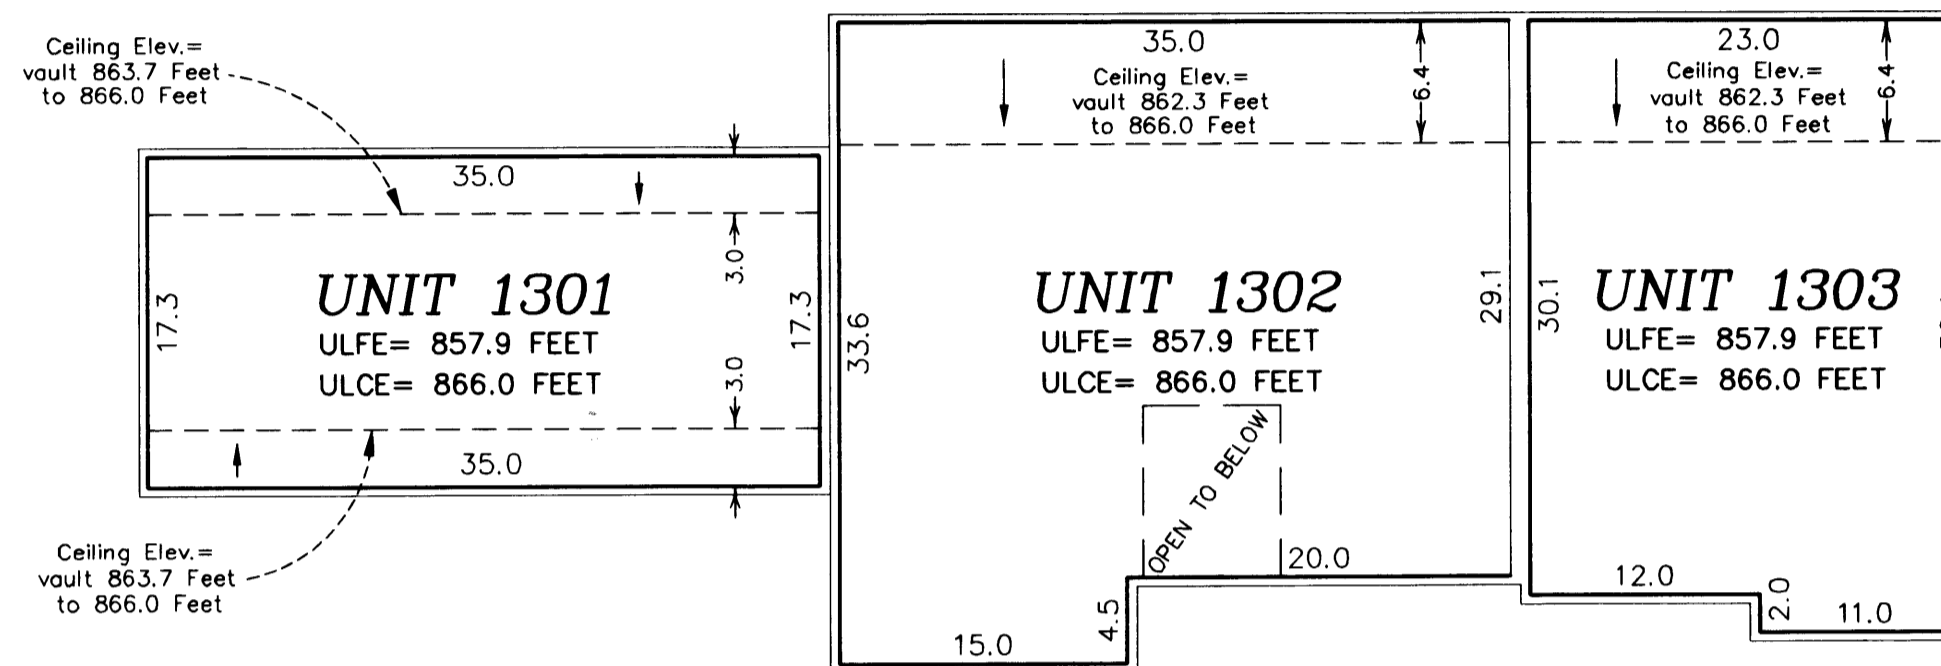 Ceiling Elev.=
vault 863.7 Feet
to 866.0 Feet
35.0
17.3
UNIT 1301
ULFE= 857.9 FEET
ULCE= 866.0 FEET
3.0
3.0
17.3
35.0
Ceiling Elev.=
vault 863.7 Feet
to 866.0 Feet
35.0
Ceiling Elev.=
vault 862.3 Feet
to 866.0 Feet
6.4
33.6
UNIT 1302
ULFE= 857.9 FEET
ULCE= 866.0 FEET
29.1
OPEN TO BELOW
20.0
4.5
15.0
23.0
Ceiling Elev.=
vault 862.3 Feet
to 866.0 Feet
6.4
30.1
UNIT 1303
ULFE= 857.9 FEET
ULCE= 866.0 FEET
12.0
2.0
11.0